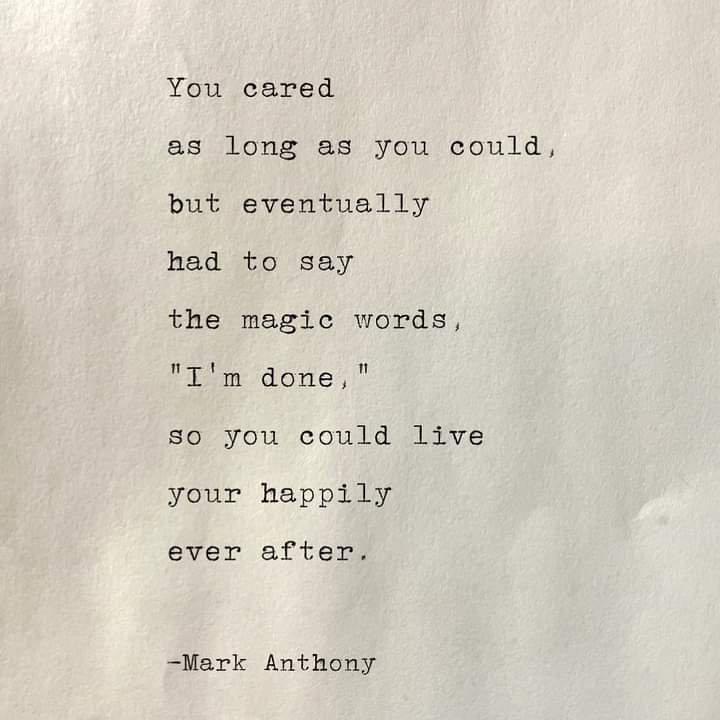 You cared
as long as you could,
but eventually
had to say
the magic words,
"I'm done,"
so you could live
your happily
ever after.
-Mark Anthony